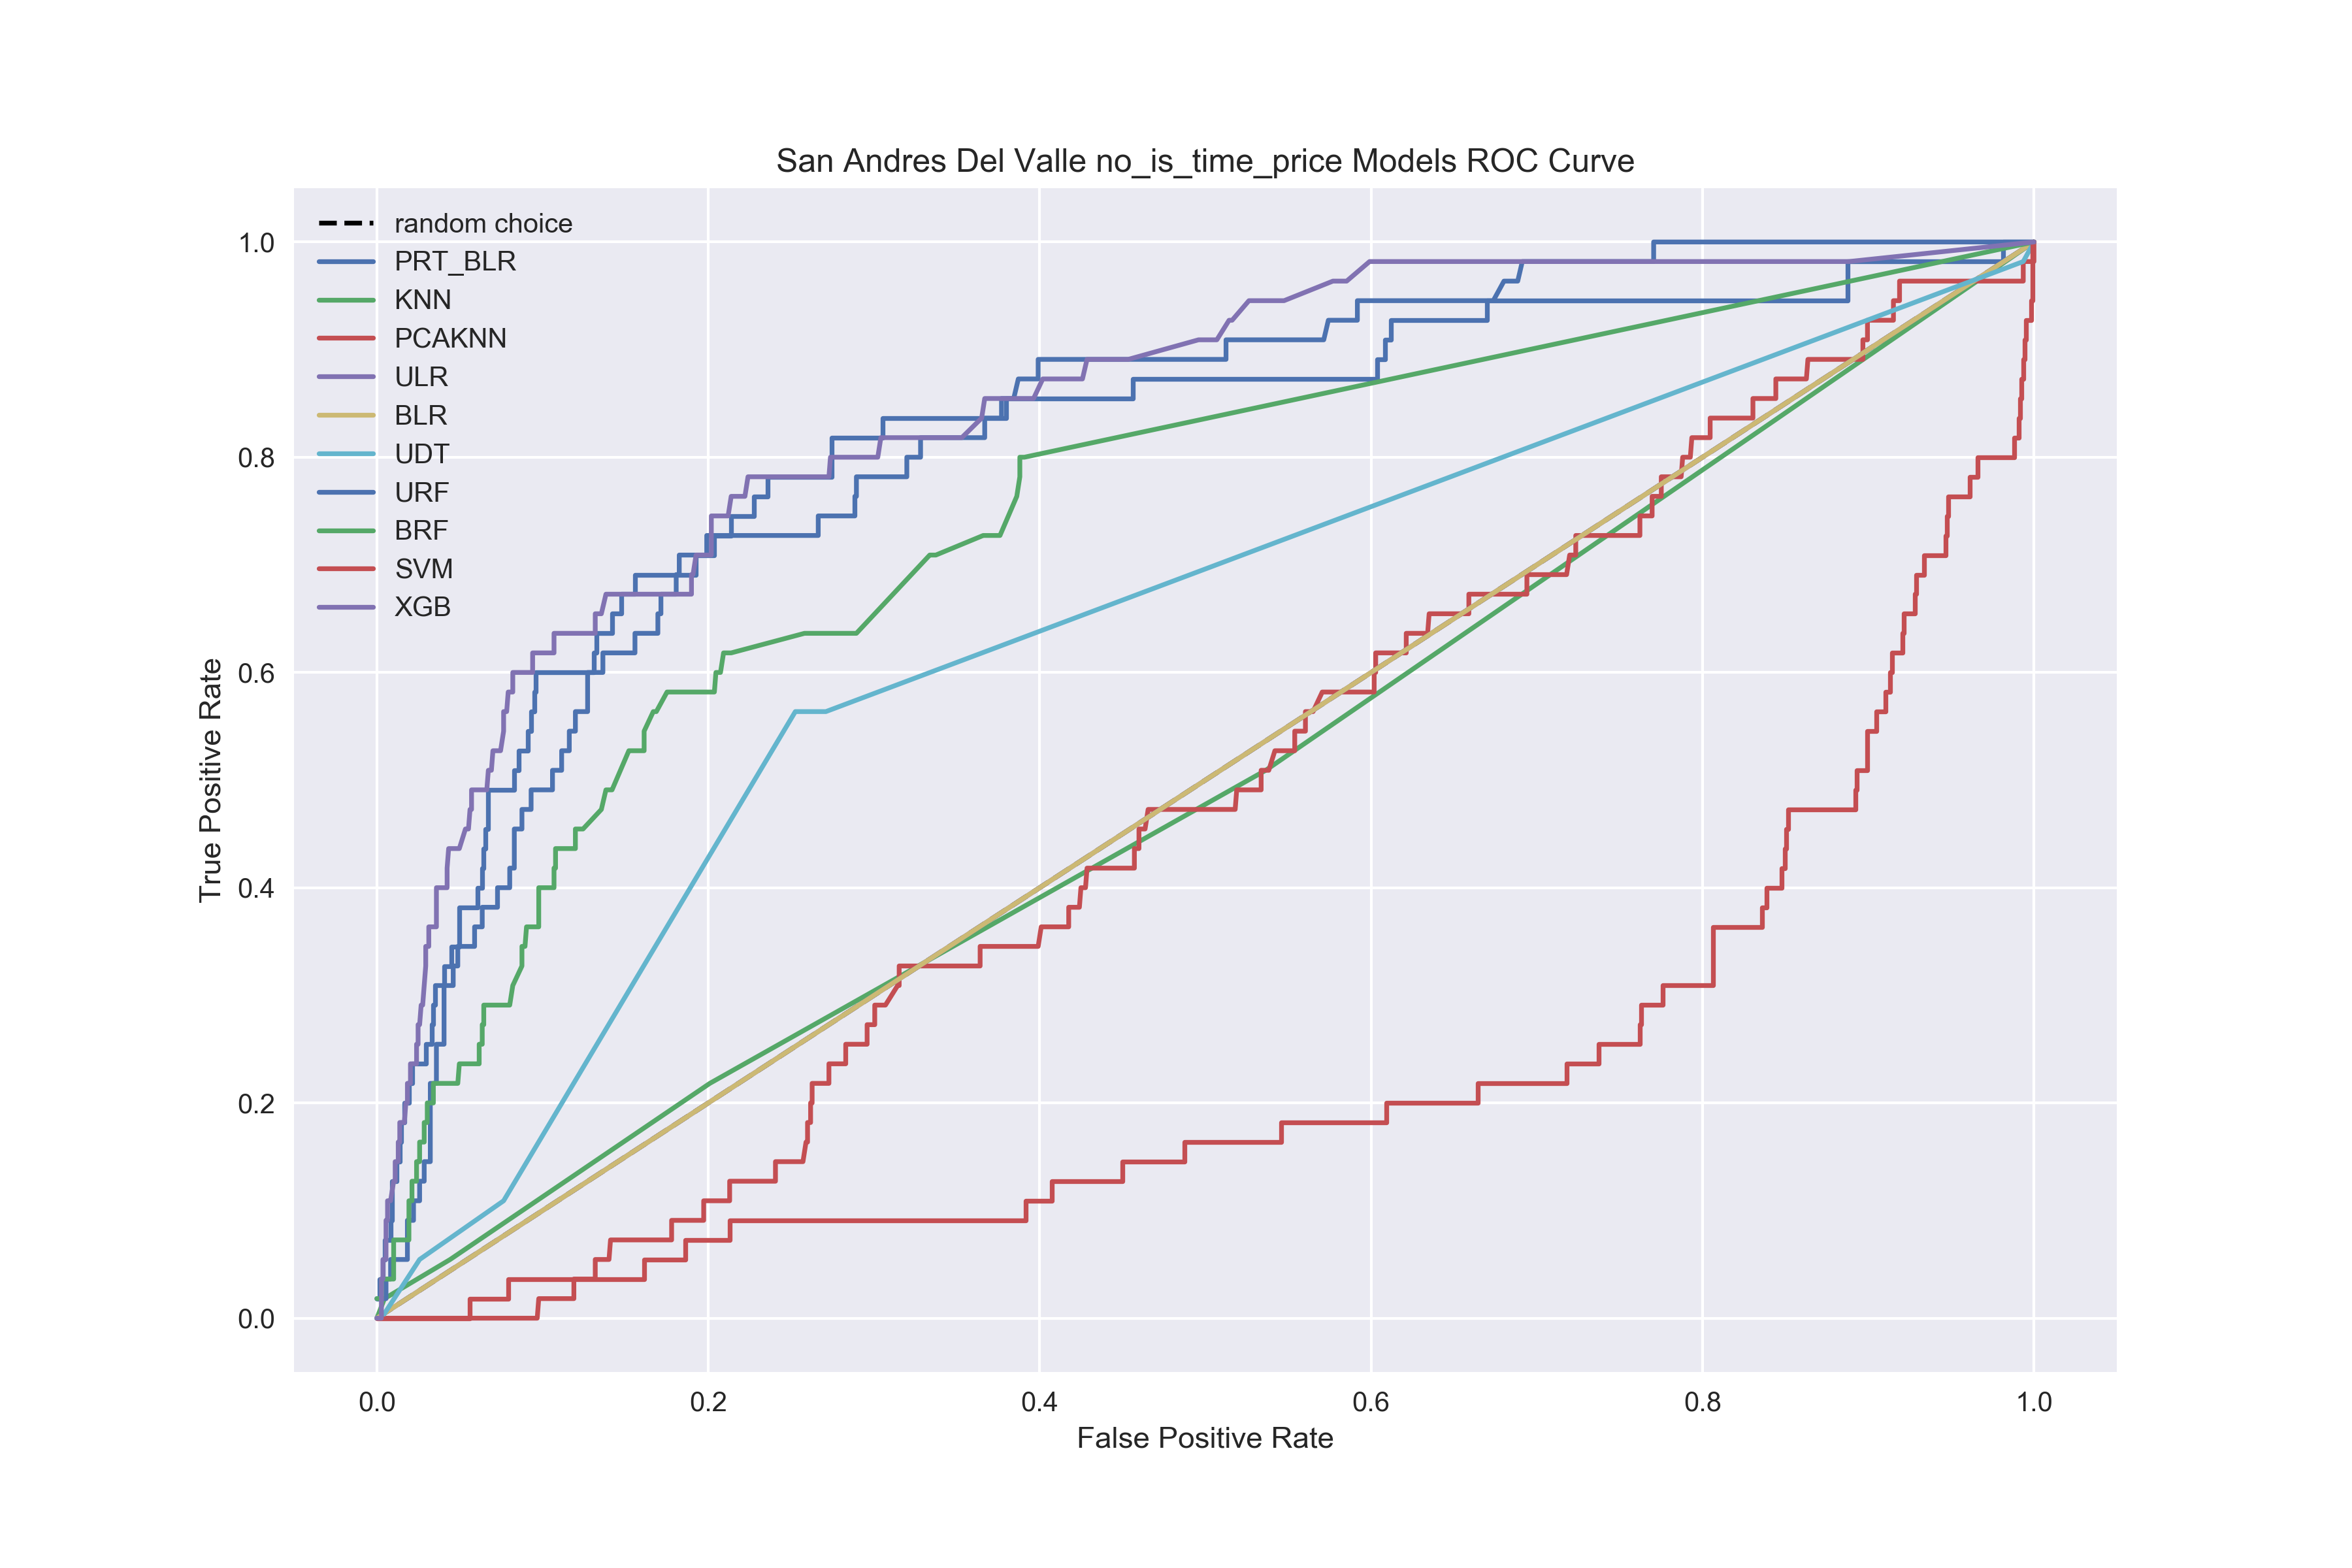 San Andres Del Valle no_is_time_price Models ROC Curve
random choice
PRT_BLR
KNN
PCAKNN
ULR
BLR
UDT
URF
BRF
SVM
XGB
1.0
0.8
0.6
0.4
0.2
0.0
True Positive Rate
0.0 0.2 0.4 0.6 0.8 1.0
False Positive Rate